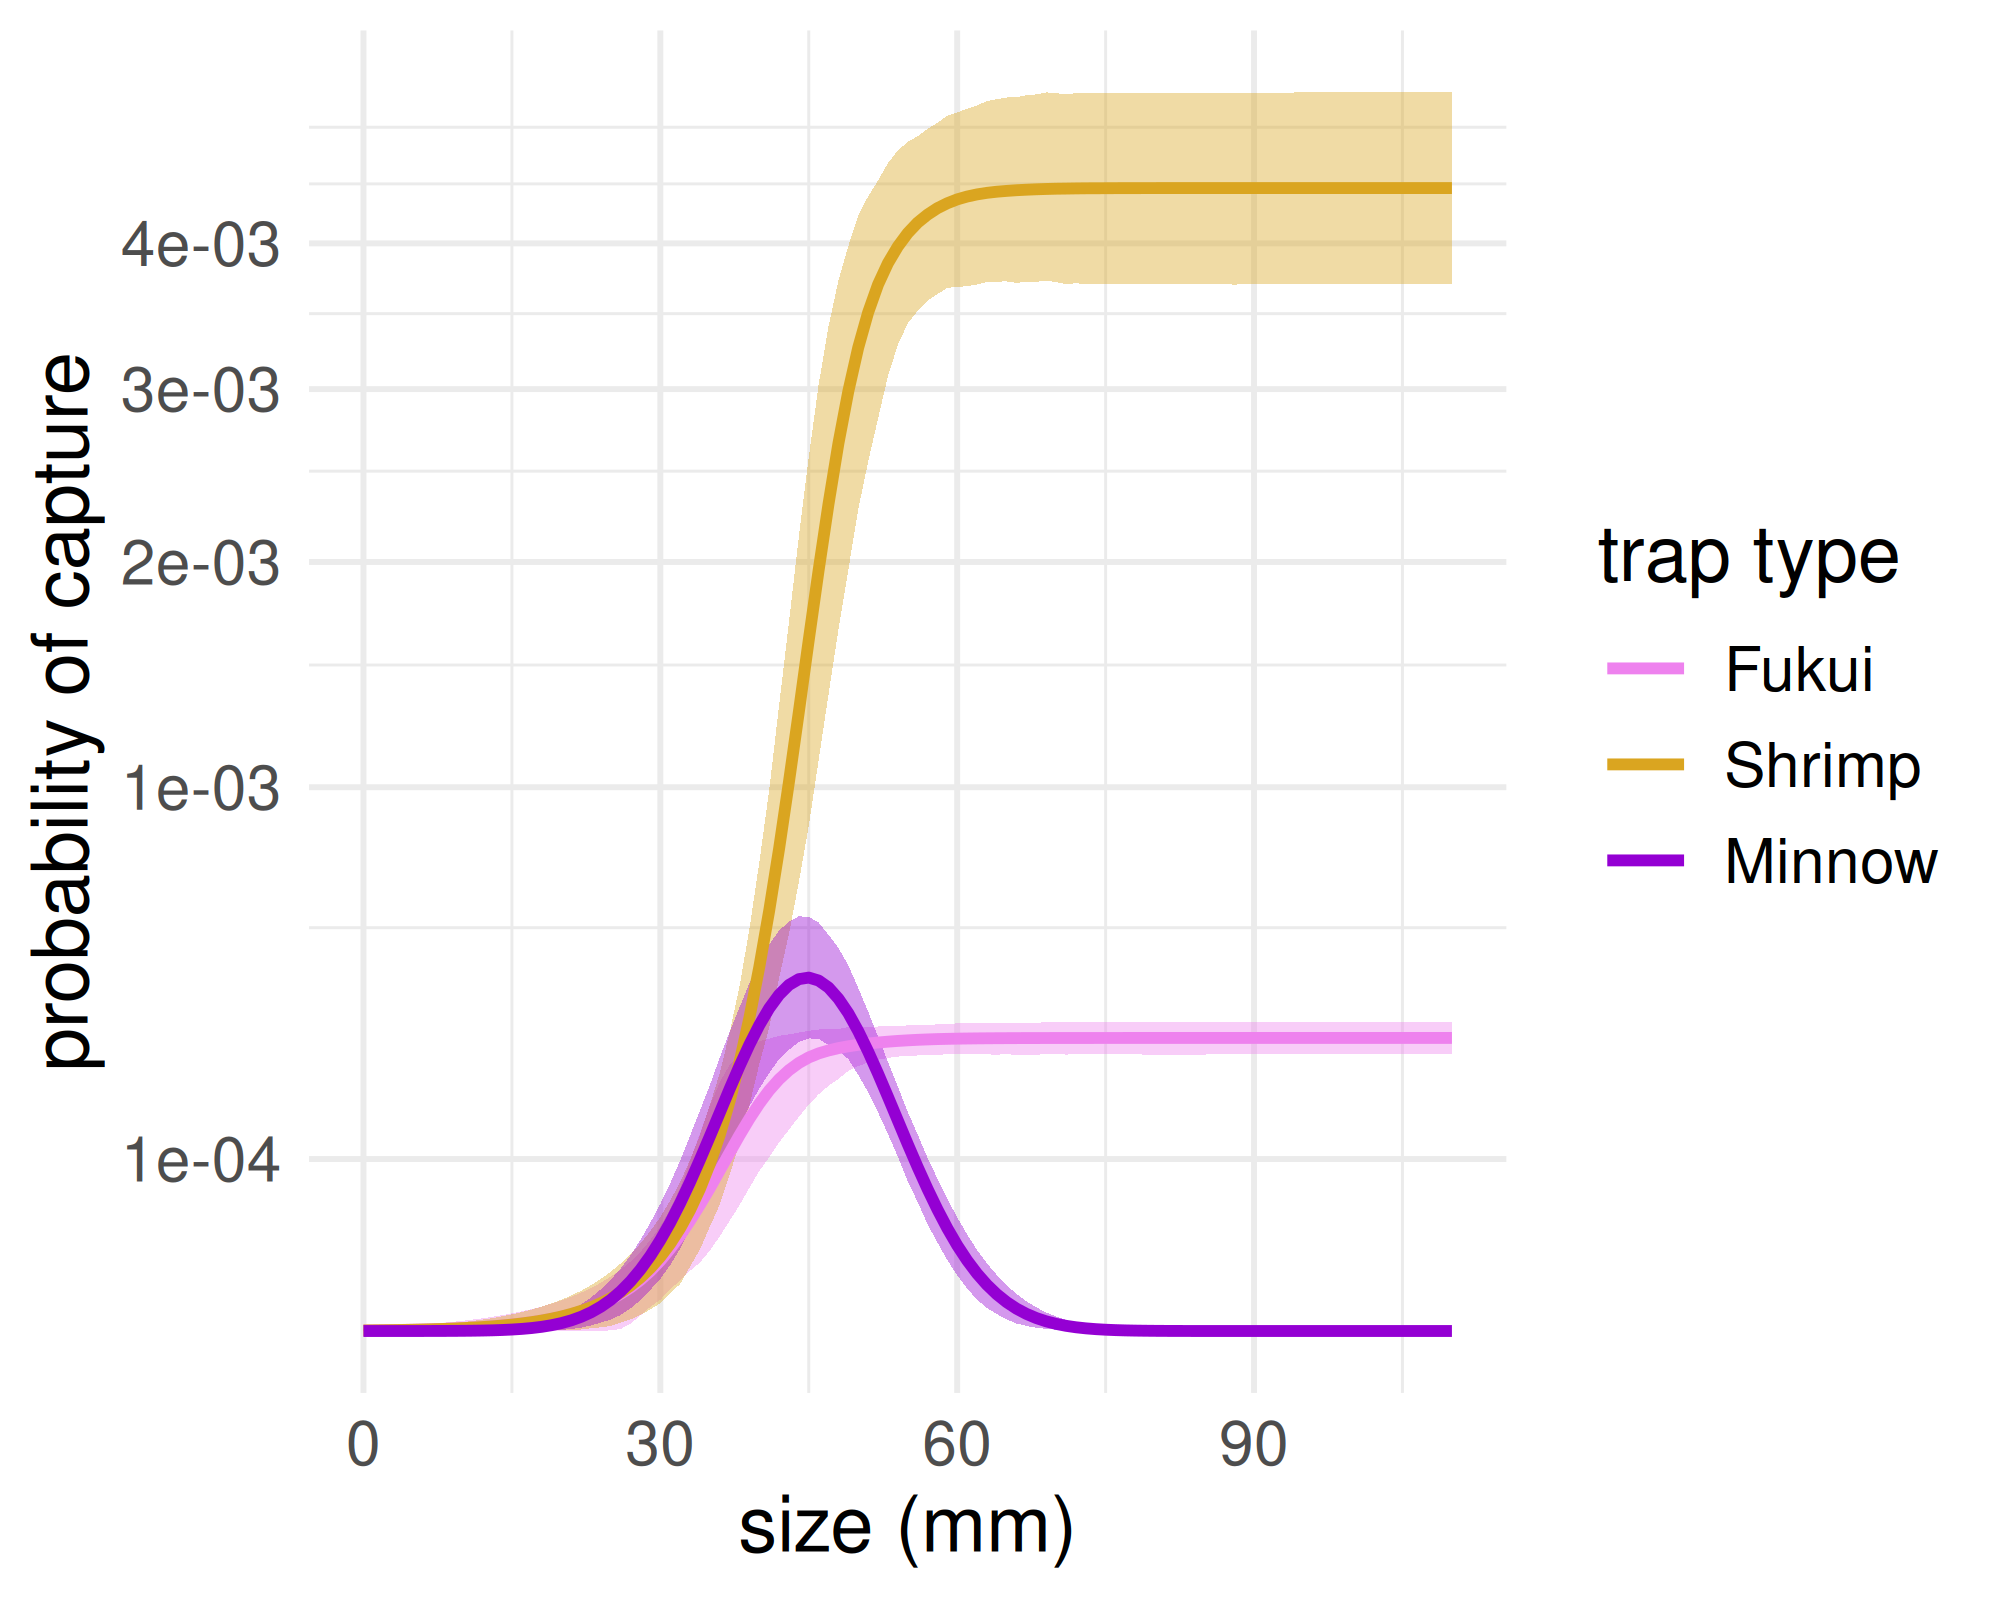 probability of capture
4e-03
3e-03
2e-03
1e-03
1e-04
0 30 60 90
size (mm)
trap type
Fukui
Shrimp
Minnow